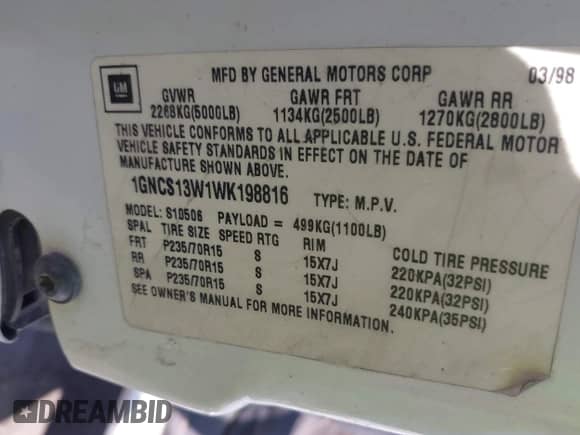 GM
MFD BY GENERAL MOTORS CORP 03/98
GVWR GAWR FRT GAWR RR
2268KG(5000LB) 1134KG(2500LB) 1270KG(2800LB)
THIS VEHICLE CONFORMS TO ALL APPLICABLE U.S. FEDERAL MOTOR
VEHICLE SAFETY STANDARDS IN EFFECT ON THE DATE OF
MANUFACTURE SHOWN ABOVE.
1GNCS13W1WK198816 TYPE: M.P.V.
MODEL: S10506 PAYLOAD = 499KG(1100LB)
SPAL TIRE SIZE SPEED RTG RIM COLD TIRE PRESSURE
FRT P235/70R15 S 15X7J 220KPA(32PSI)
RR P235/70R15 S 15X7J 220KPA(32PSI)
SPA P235/70R15 S 15X7J 240KPA(35PSI)
SEE OWNER'S MANUAL FOR MORE INFORMATION.
DREAMBID